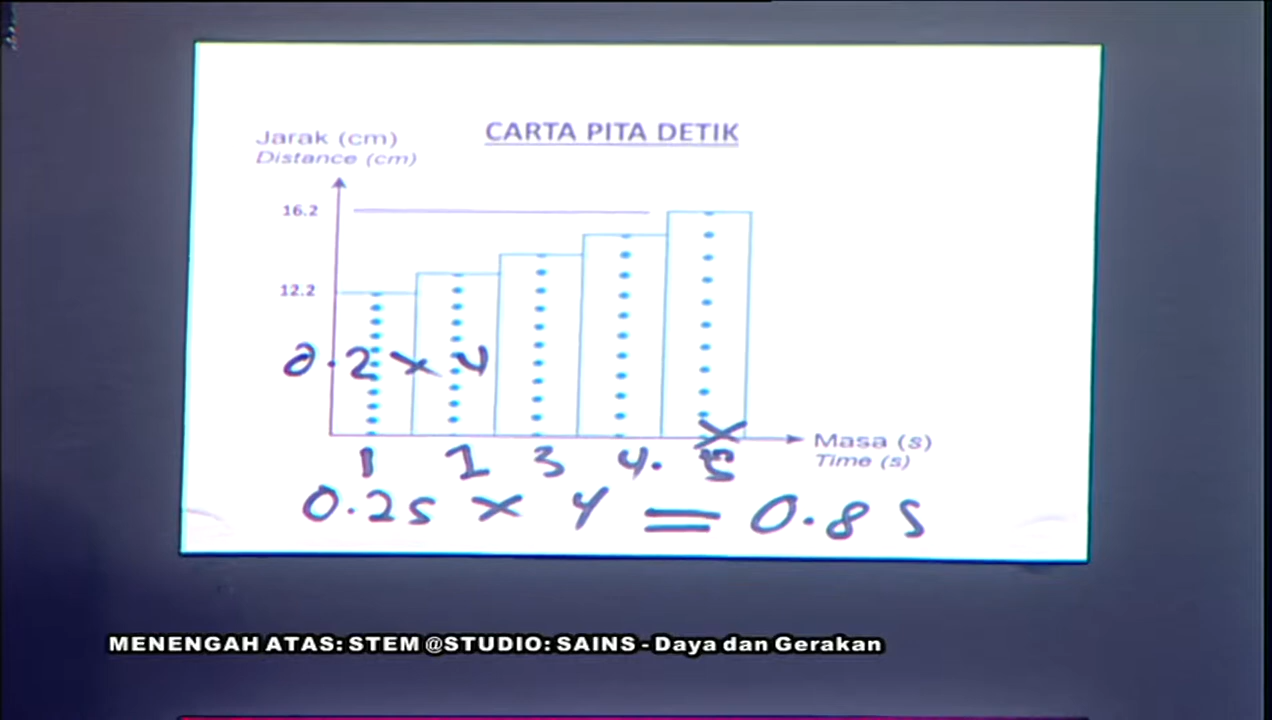 CARTA PITA DETIK
Jarak (cm)
Distance (cm)
16.2
12.2
0.2 x 4
Masa (s)
Time (s)
1 2 3 4. 5
0.2s x 4 = 0.8 s
MENENGAH ATAS: STEM @STUDIO: SAINS - Daya dan Gerakan